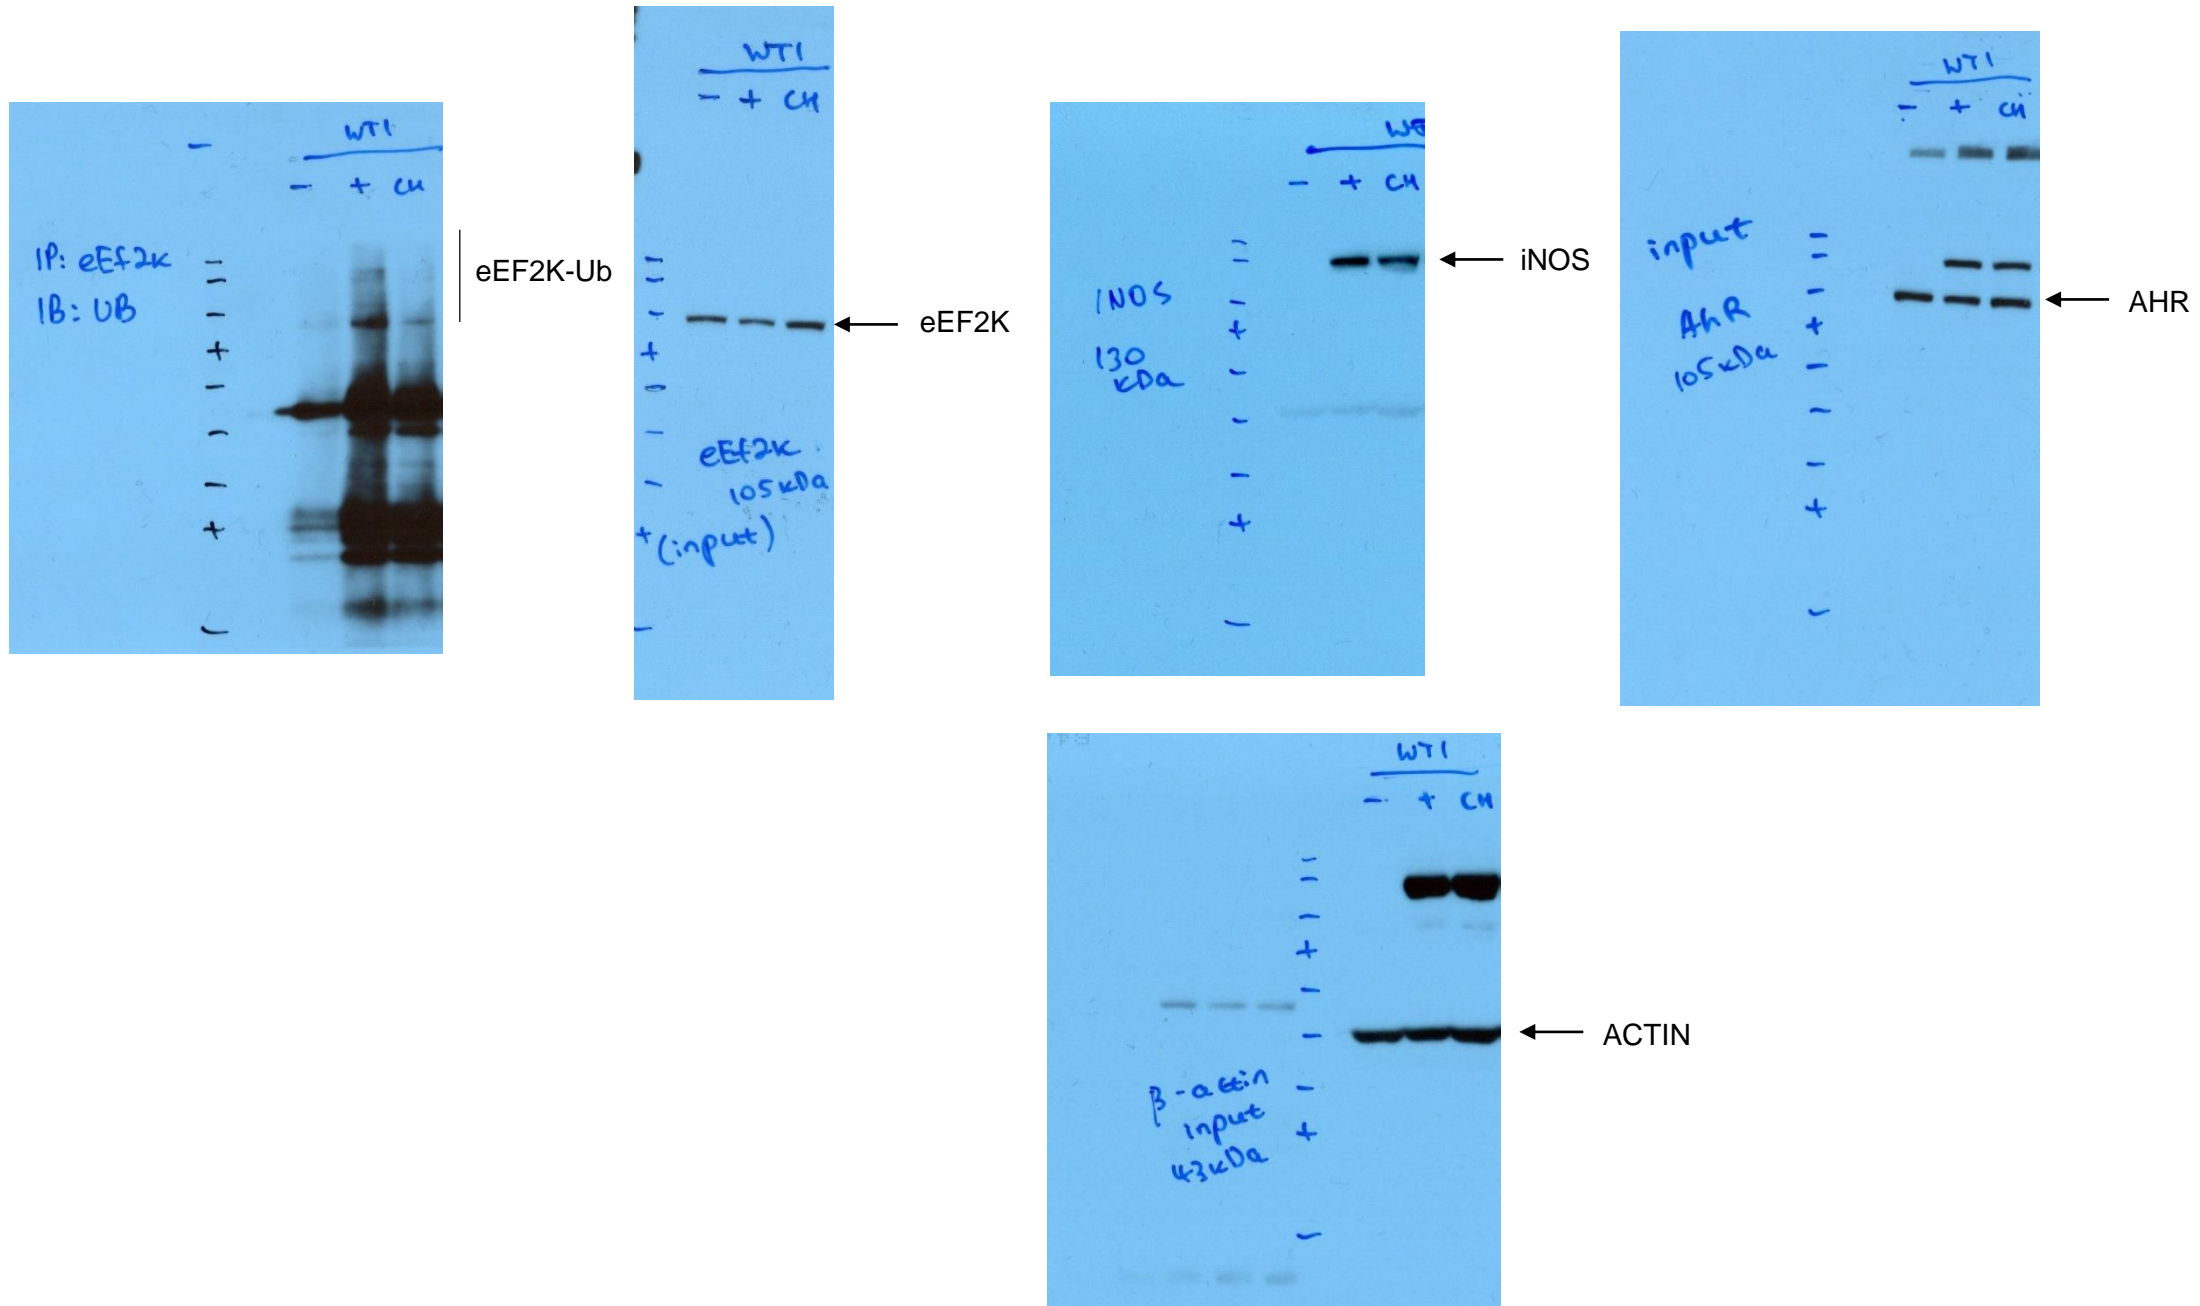 WT1
- + CH
IP: eEf2K
IB: UB
eEF2K-Ub
WT1
- + CH
eEF2K
eEf2K
105 kDa
(input)
WE
- + CH
iNOS
iNOS
130
kDa
WT1
- + CH
input
AhR
105 kDa
AHR
WT1
- + CH
ACTIN
β-actin
input
43 kDa